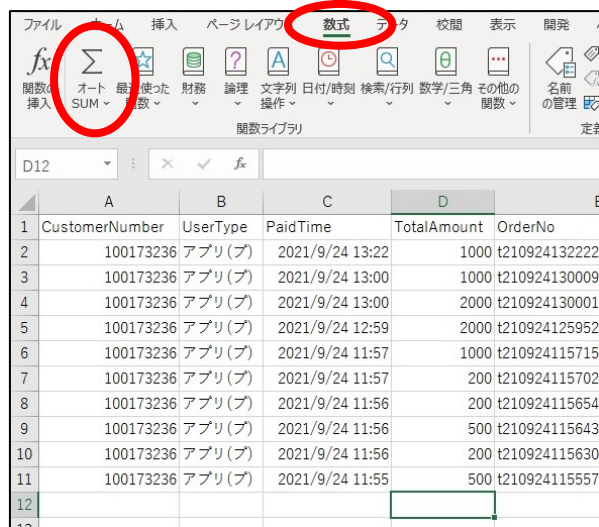 ファイル ホーム 挿入 ページ レイアウト 数式 データ 校閲 表示 開発
fx Σ ? A θ …
関数の オート 最近使った 財務 論理 文字列 日付/時刻 検索/行列 数学/三角 その他の 名前
挿入 SUM 関数 操作 関数 の管理
関数ライブラリ 定義
D12 fx
A B C D E
1 CustomerNumber UserType PaidTime TotalAmount OrderNo
2 100173236 アプリ(プ) 2021/9/24 13:22 1000 t210924132222
3 100173236 アプリ(プ) 2021/9/24 13:00 1000 t210924130009
4 100173236 アプリ(プ) 2021/9/24 13:00 2000 t210924130001
5 100173236 アプリ(プ) 2021/9/24 12:59 2000 t210924125952
6 100173236 アプリ(プ) 2021/9/24 11:57 1000 t210924115715
7 100173236 アプリ(プ) 2021/9/24 11:57 200 t210924115702
8 100173236 アプリ(プ) 2021/9/24 11:56 200 t210924115654
9 100173236 アプリ(プ) 2021/9/24 11:56 500 t210924115643
10 100173236 アプリ(プ) 2021/9/24 11:56 200 t210924115630
11 100173236 アプリ(プ) 2021/9/24 11:55 500 t210924115557
12